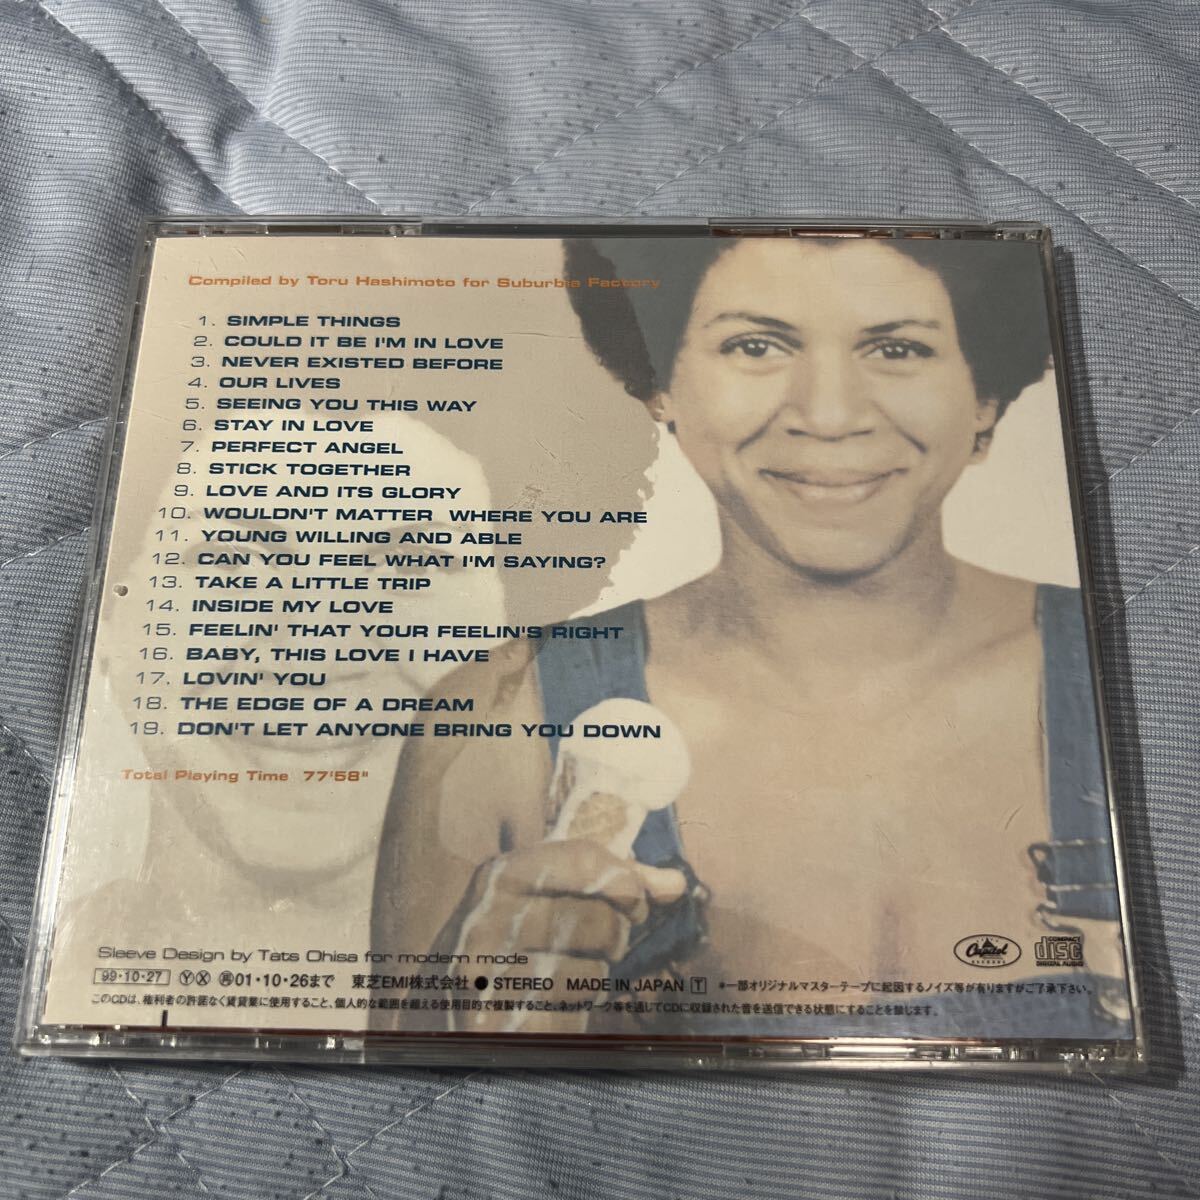 Compiled by Toru Hashimoto for Suburbia Factory
1. SIMPLE THINGS
2. COULD IT BE I'M IN LOVE
3. NEVER EXISTED BEFORE
4. OUR LIVES
5. SEEING YOU THIS WAY
6. STAY IN LOVE
7. PERFECT ANGEL
8. STICK TOGETHER
9. LOVE AND ITS GLORY
10. WOULDN'T MATTER WHERE YOU ARE
11. YOUNG WILLING AND ABLE
12. CAN YOU FEEL WHAT I'M SAYING?
13. TAKE A LITTLE TRIP
14. INSIDE MY LOVE
15. FEELIN' THAT YOUR FEELIN'S RIGHT
16. BABY, THIS LOVE I HAVE
17. LOVIN' YOU
18. THE EDGE OF A DREAM
19. DON'T LET ANYONE BRING YOU DOWN
Total Playing Time 77'58"
Sleeve Design by Tats Ohisa for modern mode
Capitol RECORDS
COMPACT disc DIGITAL AUDIO
99・10・27 ⓎⓍ 01・10・26まで 東芝EMI株式会社 ● STEREO MADE IN JAPAN T *一部オリジナルマスターテープに起因するノイズ等が有りますがご了承下さい。
このCDは、権利者の許諾なく賃貸業に使用すること、個人的な範囲を超える使用目的で複製すること、ネットワーク等を通じてCDに収録された音を送信できる状態にすることを禁じます。